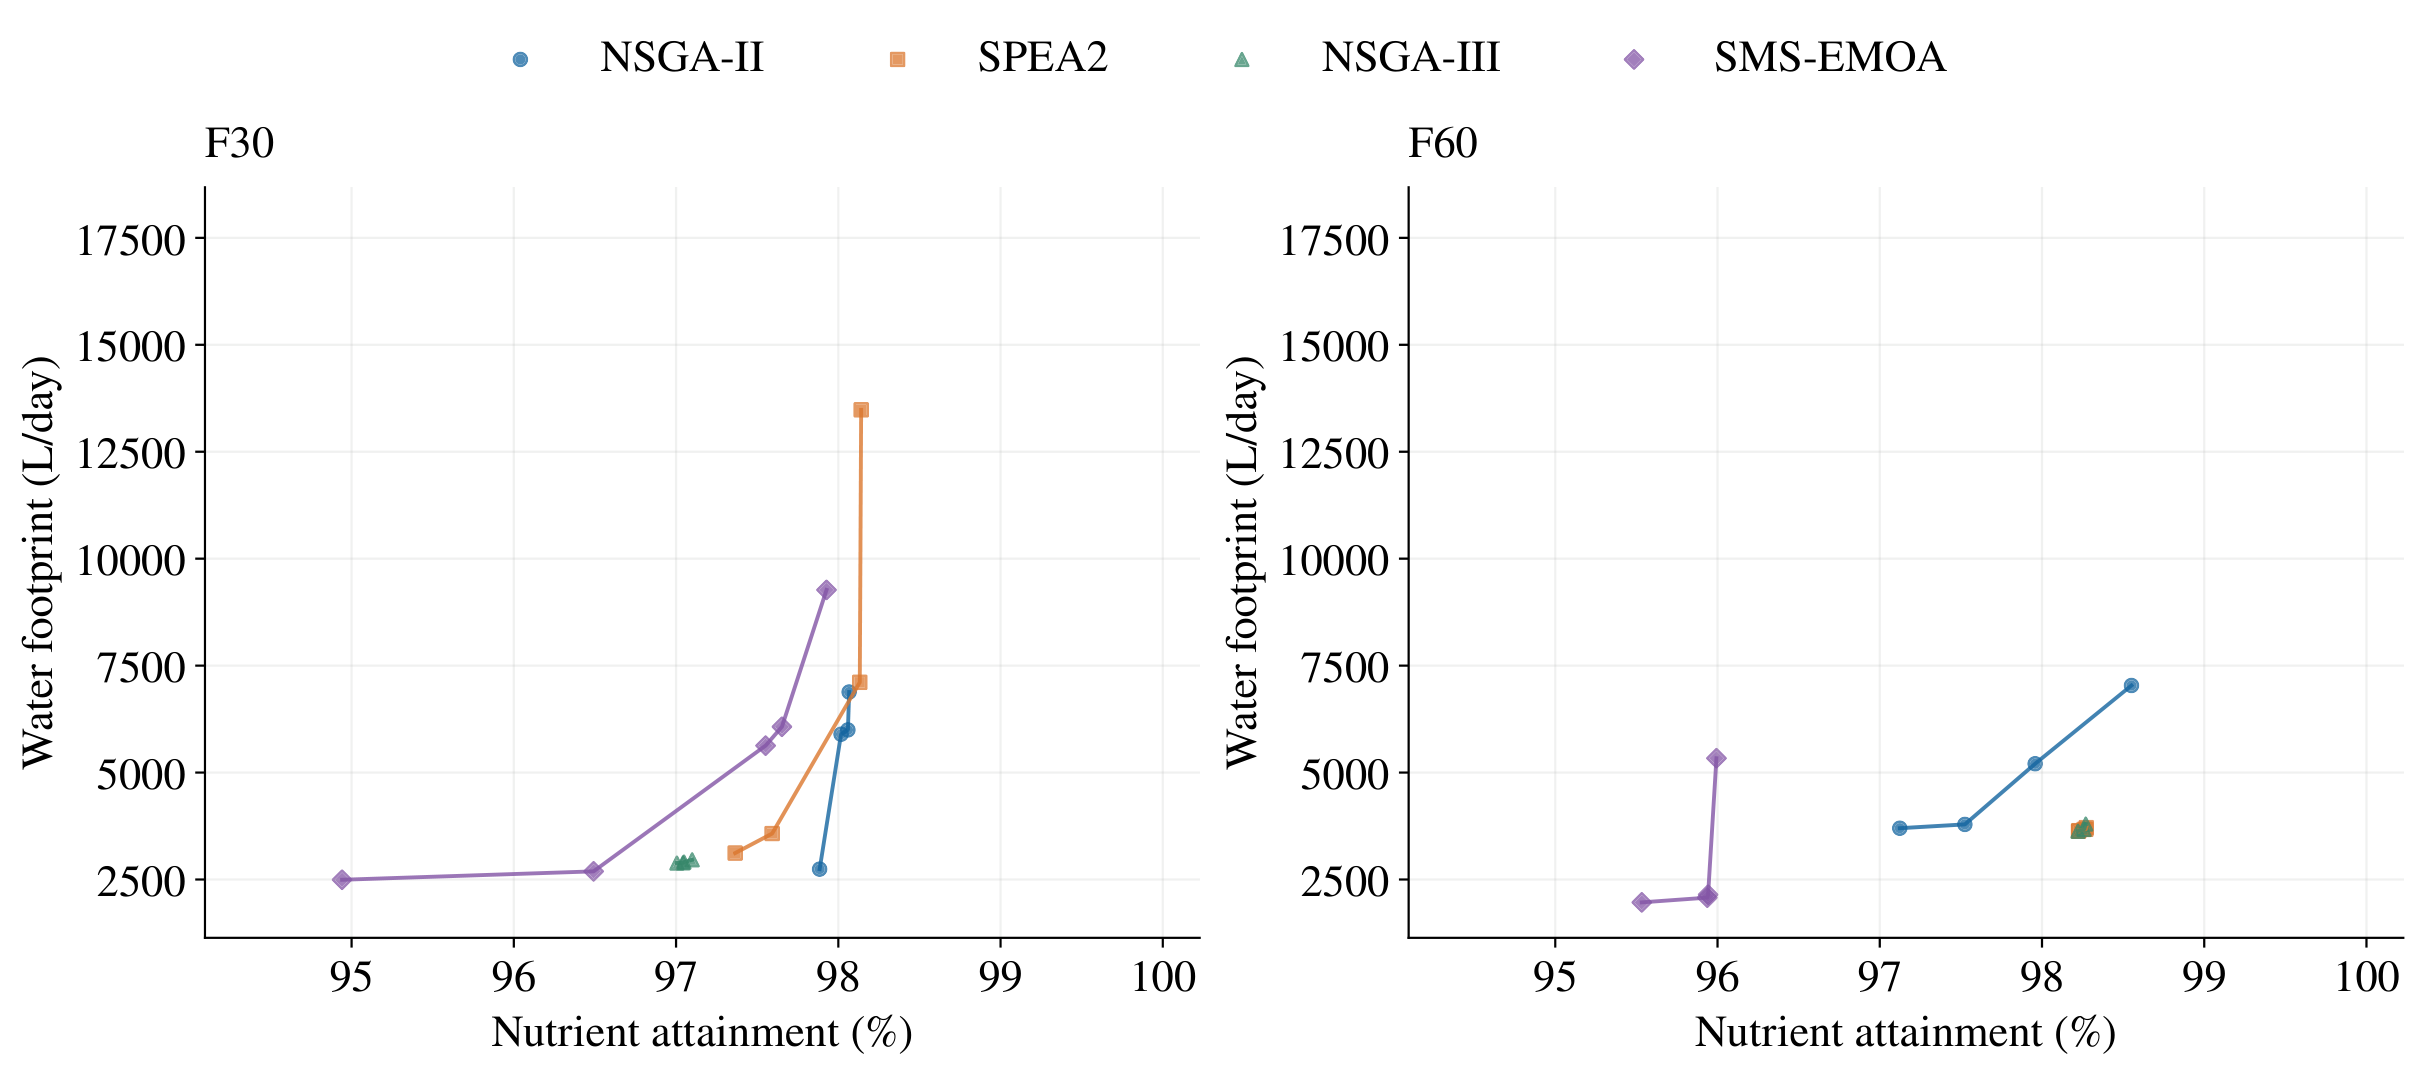 NSGA-II SPEA2 NSGA-III SMS-EMOA
F30
Water footprint (L/day)
17500
15000
12500
10000
7500
5000
2500
95 96 97 98 99 100
Nutrient attainment (%)
F60
Water footprint (L/day)
17500
15000
12500
10000
7500
5000
2500
95 96 97 98 99 100
Nutrient attainment (%)